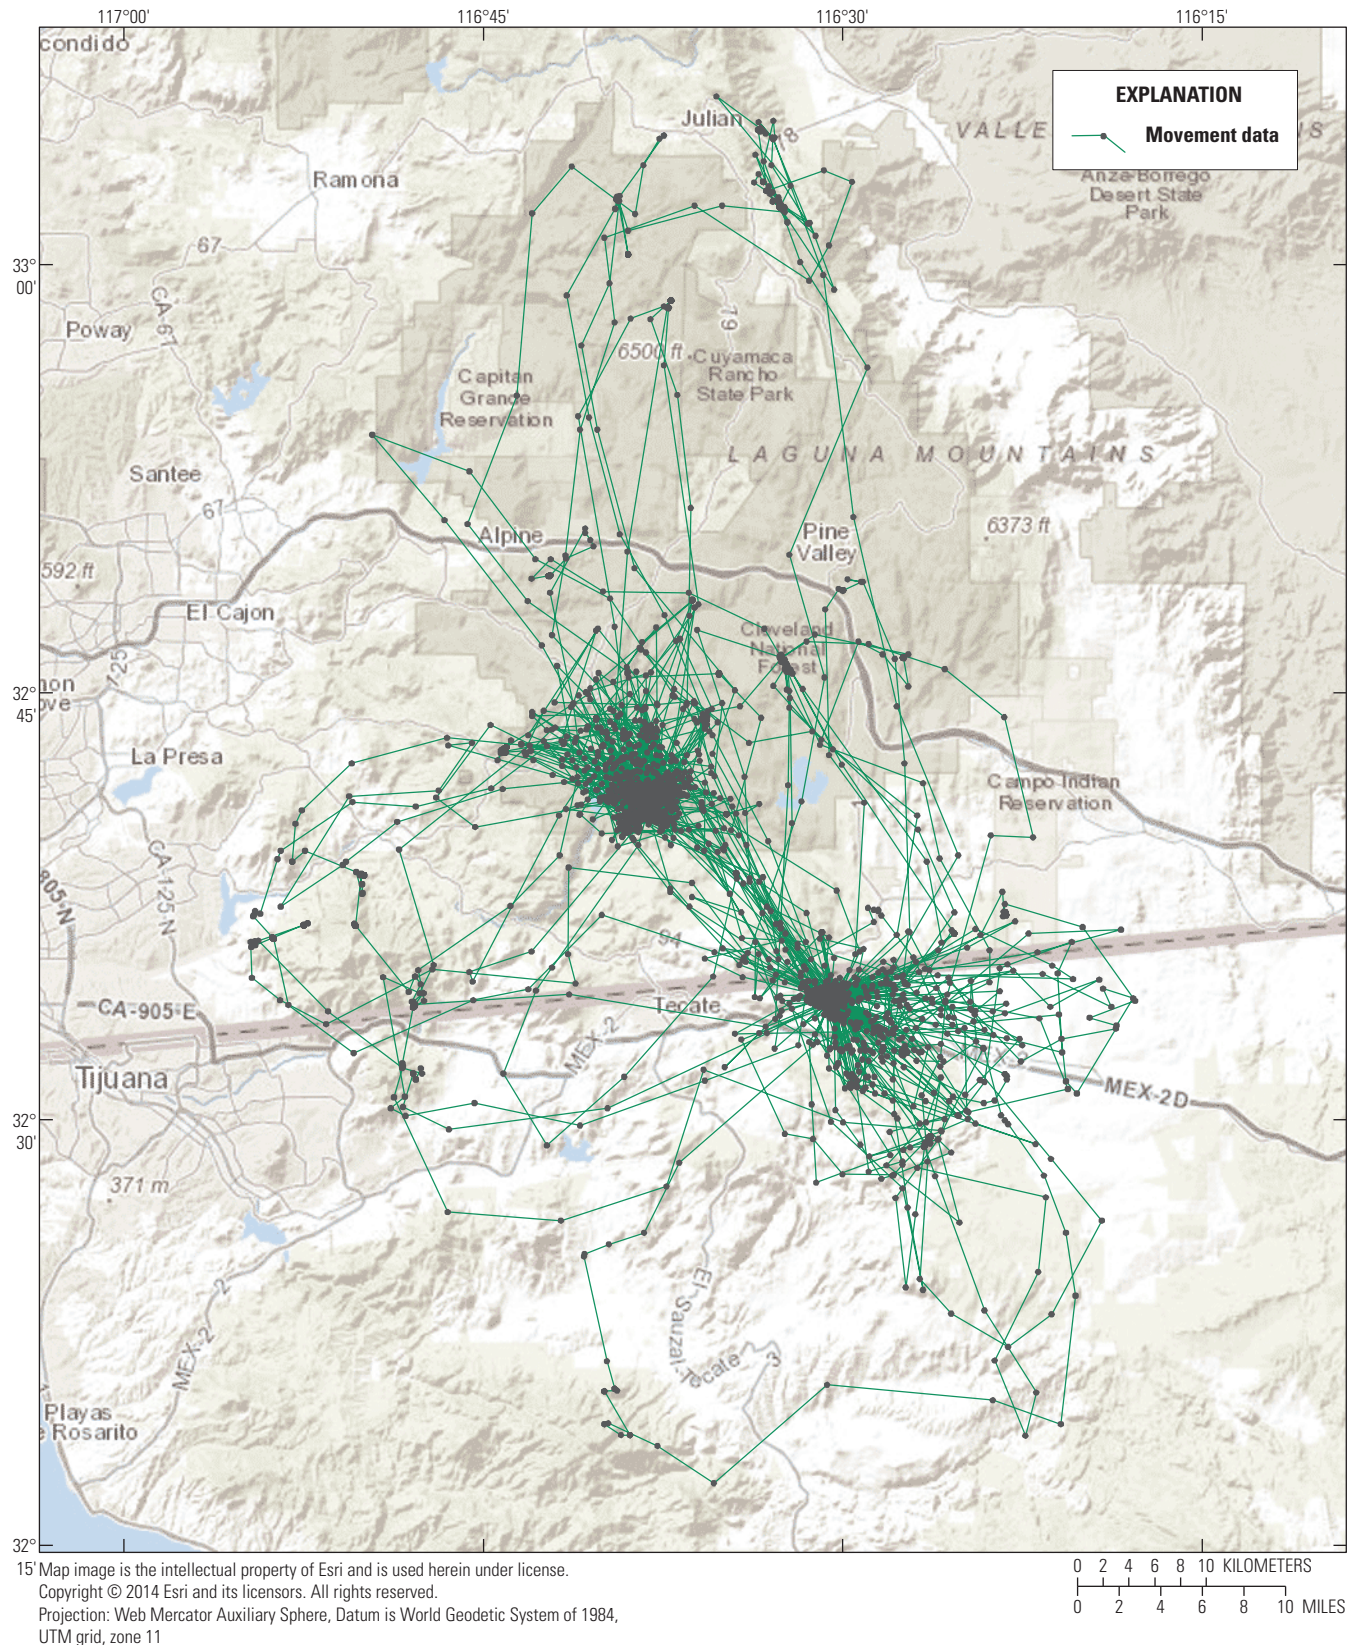 117°00'
116°45'
116°30'
116°15'
condido
Julian
78
EXPLANATION
Movement data
Ramona
Anza-Borrego
Desert State
Park
67
33°
00'
CA-67
Poway
79
6500 ft
Cuyamaca
Rancho
State Park
Capitan
Grande
Reservation
LAGUNA MOUNTAINS
Santee
67
Alpine
Pine
Valley
6373 ft
592 ft
El Cajon
Cleveland
National
Forest
I-25
32°
45'
La Presa
Campo Indian
Reservation
CA-125 N
805 N
94
CA-905 E
Tecate
MEX-2
MEX-2
Tijuana
MEX-2D
32°
30'
371 m
El Sauzal-Tecate 3
2
MEX-2
Playas
e Rosarito
32°
15'
Map image is the intellectual property of Esri and is used herein under license.
Copyright © 2014 Esri and its licensors. All rights reserved.
Projection: Web Mercator Auxiliary Sphere, Datum is World Geodetic System of 1984,
UTM grid, zone 11
0 2 4 6 8 10 KILOMETERS
0 2 4 6 8 10 MILES